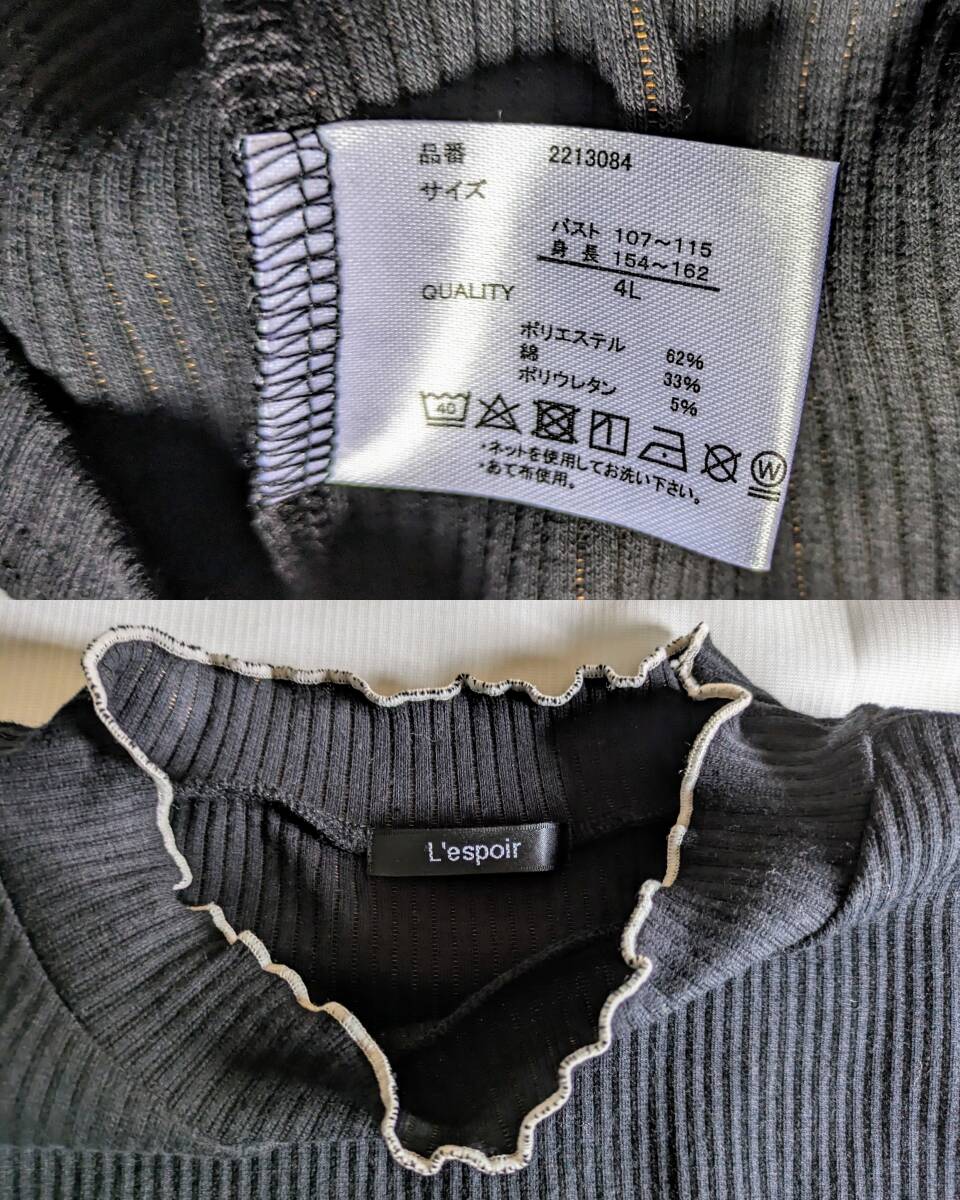 品番 2213084
サイズ
バスト 107～115
身長 154～162
4L
QUALITY
ポリエステル 62%
綿 33%
ポリウレタン 5%
40 W
・ネットを使用してお洗い下さい。
・あて布使用。
L'espoir